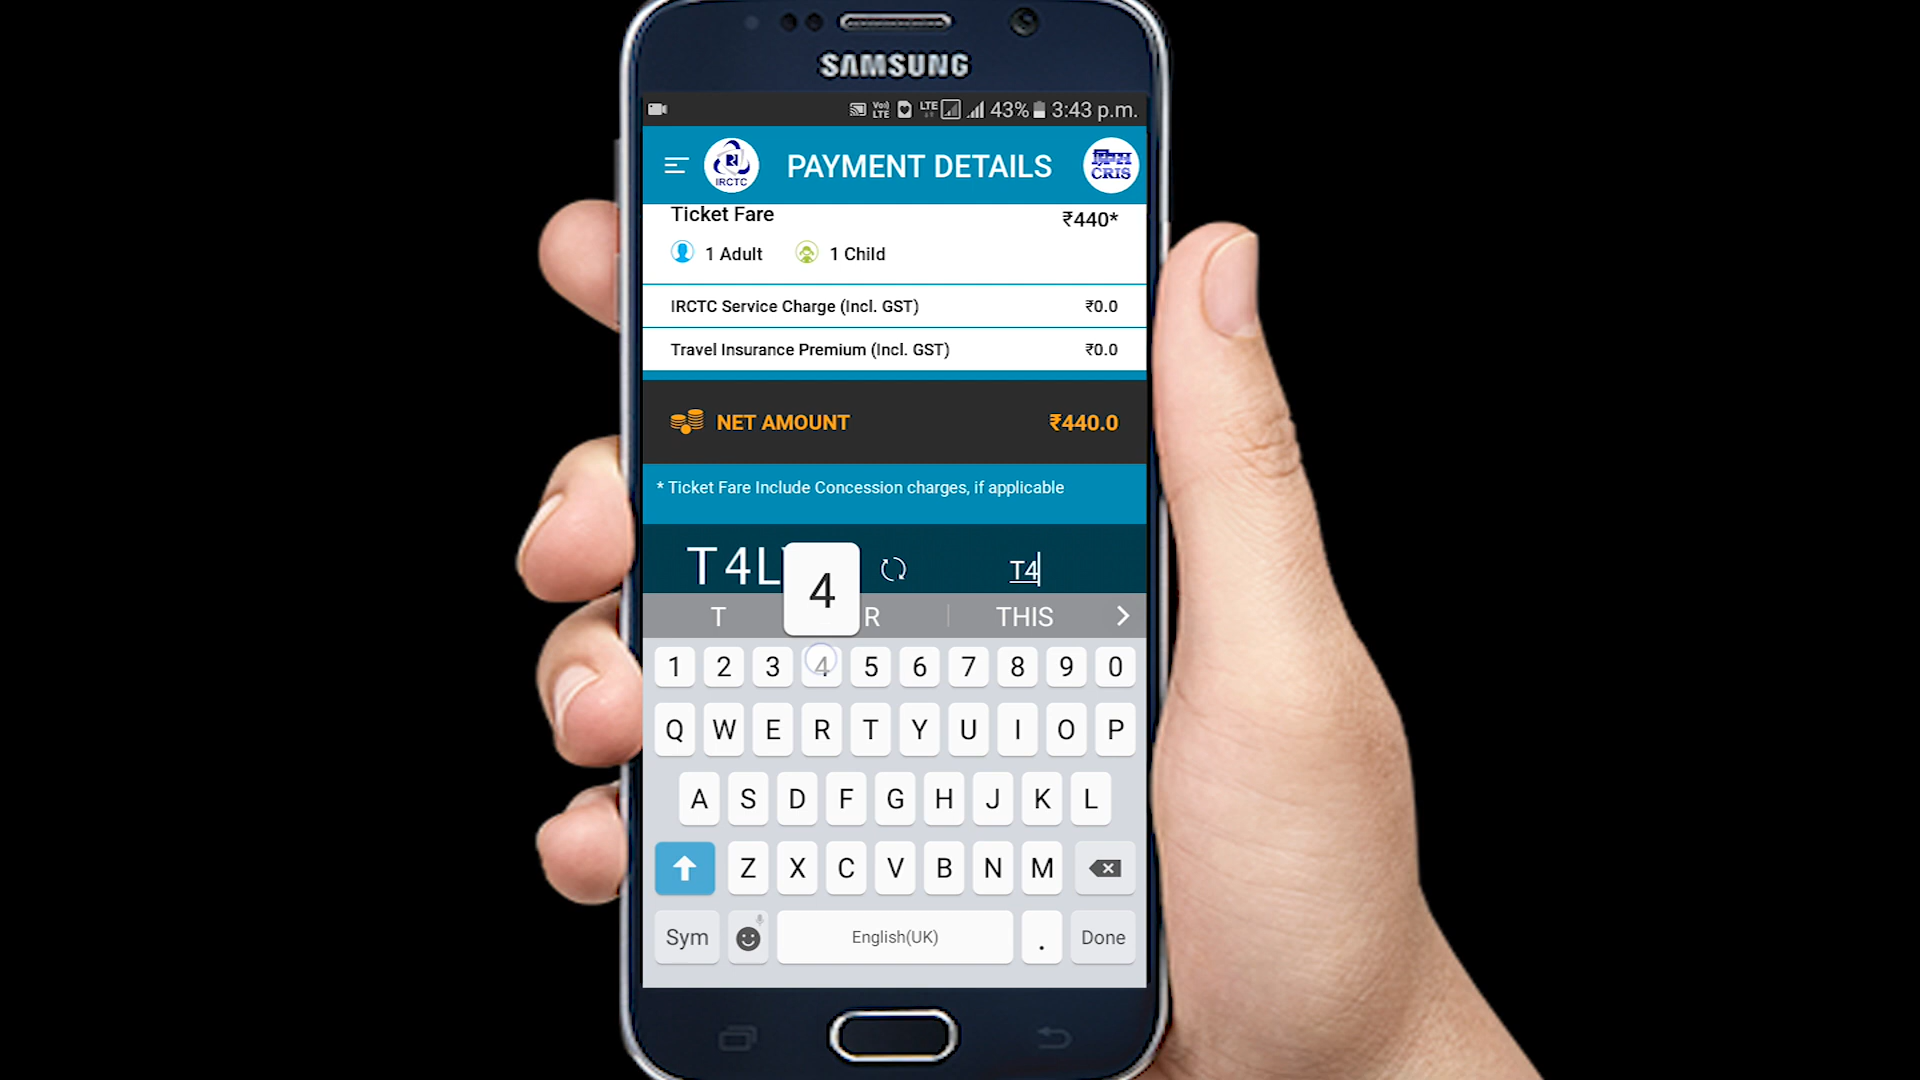 SAMSUNG
Vo) LTE LTE 43% 3:43 p.m.
IRCTC PAYMENT DETAILS CRIS
Ticket Fare ₹440*
1 Adult 1 Child
IRCTC Service Charge (Incl. GST) ₹0.0
Travel Insurance Premium (Incl. GST) ₹0.0
NET AMOUNT ₹440.0
* Ticket Fare Include Concession charges, if applicable
T4L T4
4
T R THIS
1 2 3 4 5 6 7 8 9 0
Q W E R T Y U I O P
A S D F G H J K L
Z X C V B N M
Sym English(UK) . Done